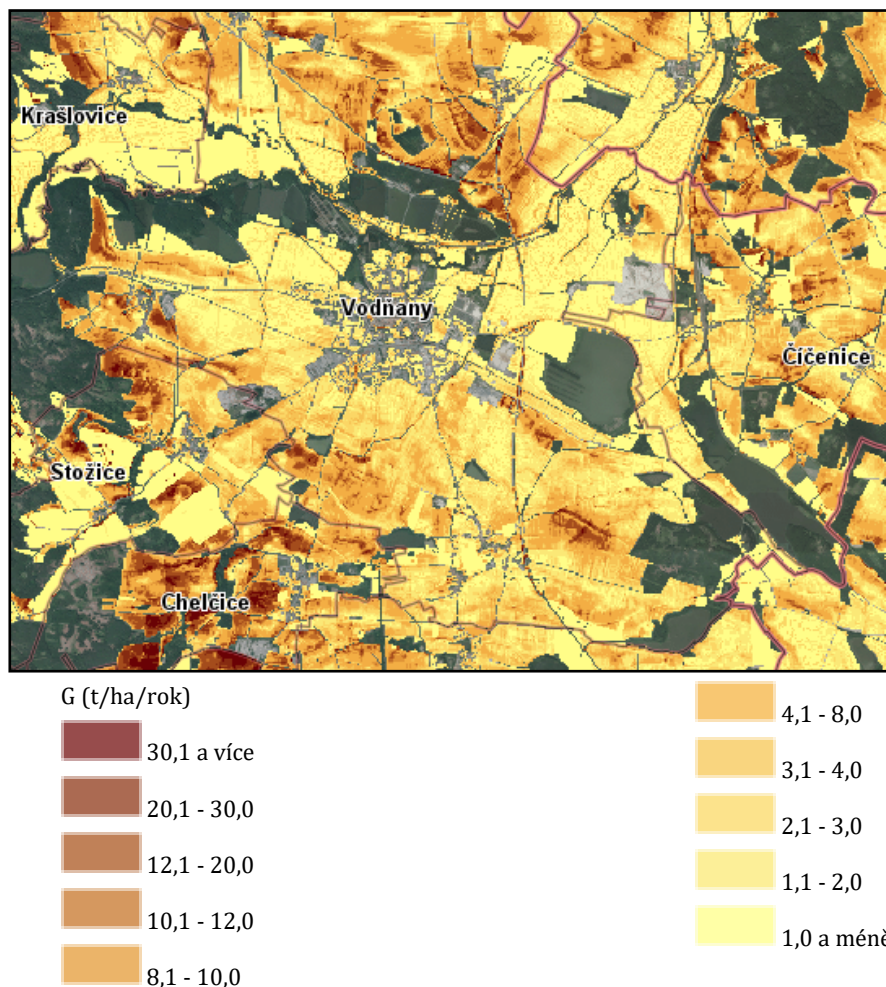 Krašlovice
Vodňany
Číčenice
Stožice
Chelčice
G (t/ha/rok)
30,1 a více
20,1 - 30,0
12,1 - 20,0
10,1 - 12,0
8,1 - 10,0
4,1 - 8,0
3,1 - 4,0
2,1 - 3,0
1,1 - 2,0
1,0 a méně